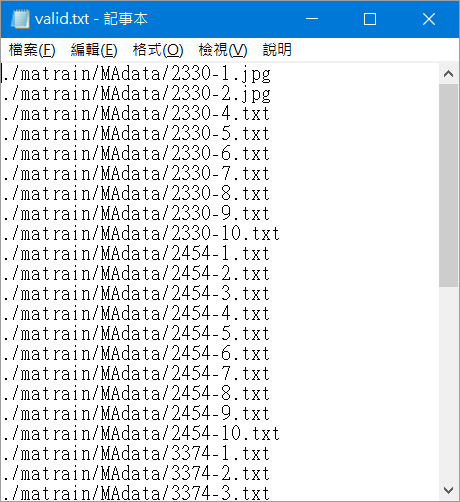 valid.txt - 記事本
檔案(F) 編輯(E) 格式(O) 檢視(V) 說明
./matrain/MAdata/2330-1.jpg
./matrain/MAdata/2330-2.jpg
./matrain/MAdata/2330-4.txt
./matrain/MAdata/2330-5.txt
./matrain/MAdata/2330-6.txt
./matrain/MAdata/2330-7.txt
./matrain/MAdata/2330-8.txt
./matrain/MAdata/2330-9.txt
./matrain/MAdata/2330-10.txt
./matrain/MAdata/2454-1.txt
./matrain/MAdata/2454-2.txt
./matrain/MAdata/2454-3.txt
./matrain/MAdata/2454-4.txt
./matrain/MAdata/2454-5.txt
./matrain/MAdata/2454-6.txt
./matrain/MAdata/2454-7.txt
./matrain/MAdata/2454-8.txt
./matrain/MAdata/2454-9.txt
./matrain/MAdata/2454-10.txt
./matrain/MAdata/3374-1.txt
./matrain/MAdata/3374-2.txt
./matrain/MAdata/3374-3.txt